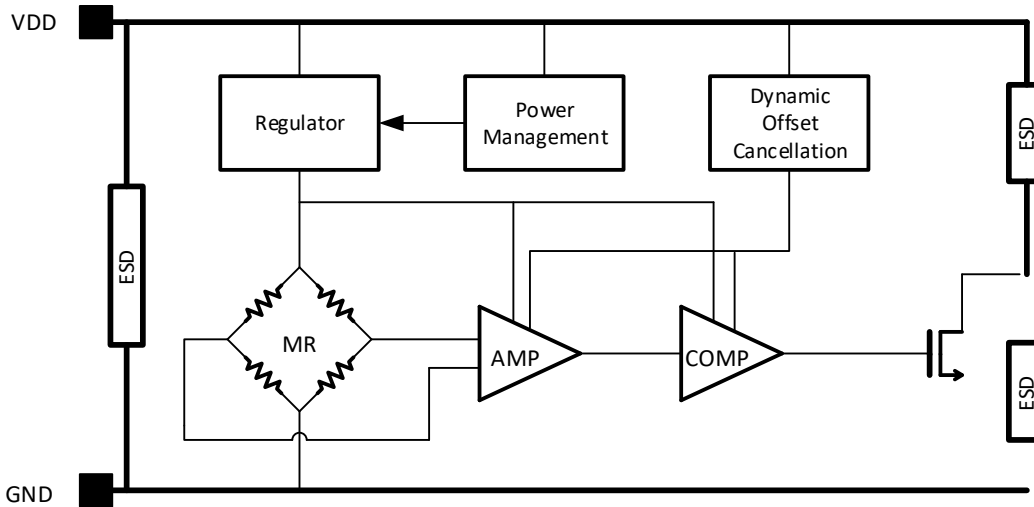 VDD
Regulator
Power
Management
Dynamic
Offset
Cancellation
ESD
ESD
MR
AMP
COMP
ESD
GND